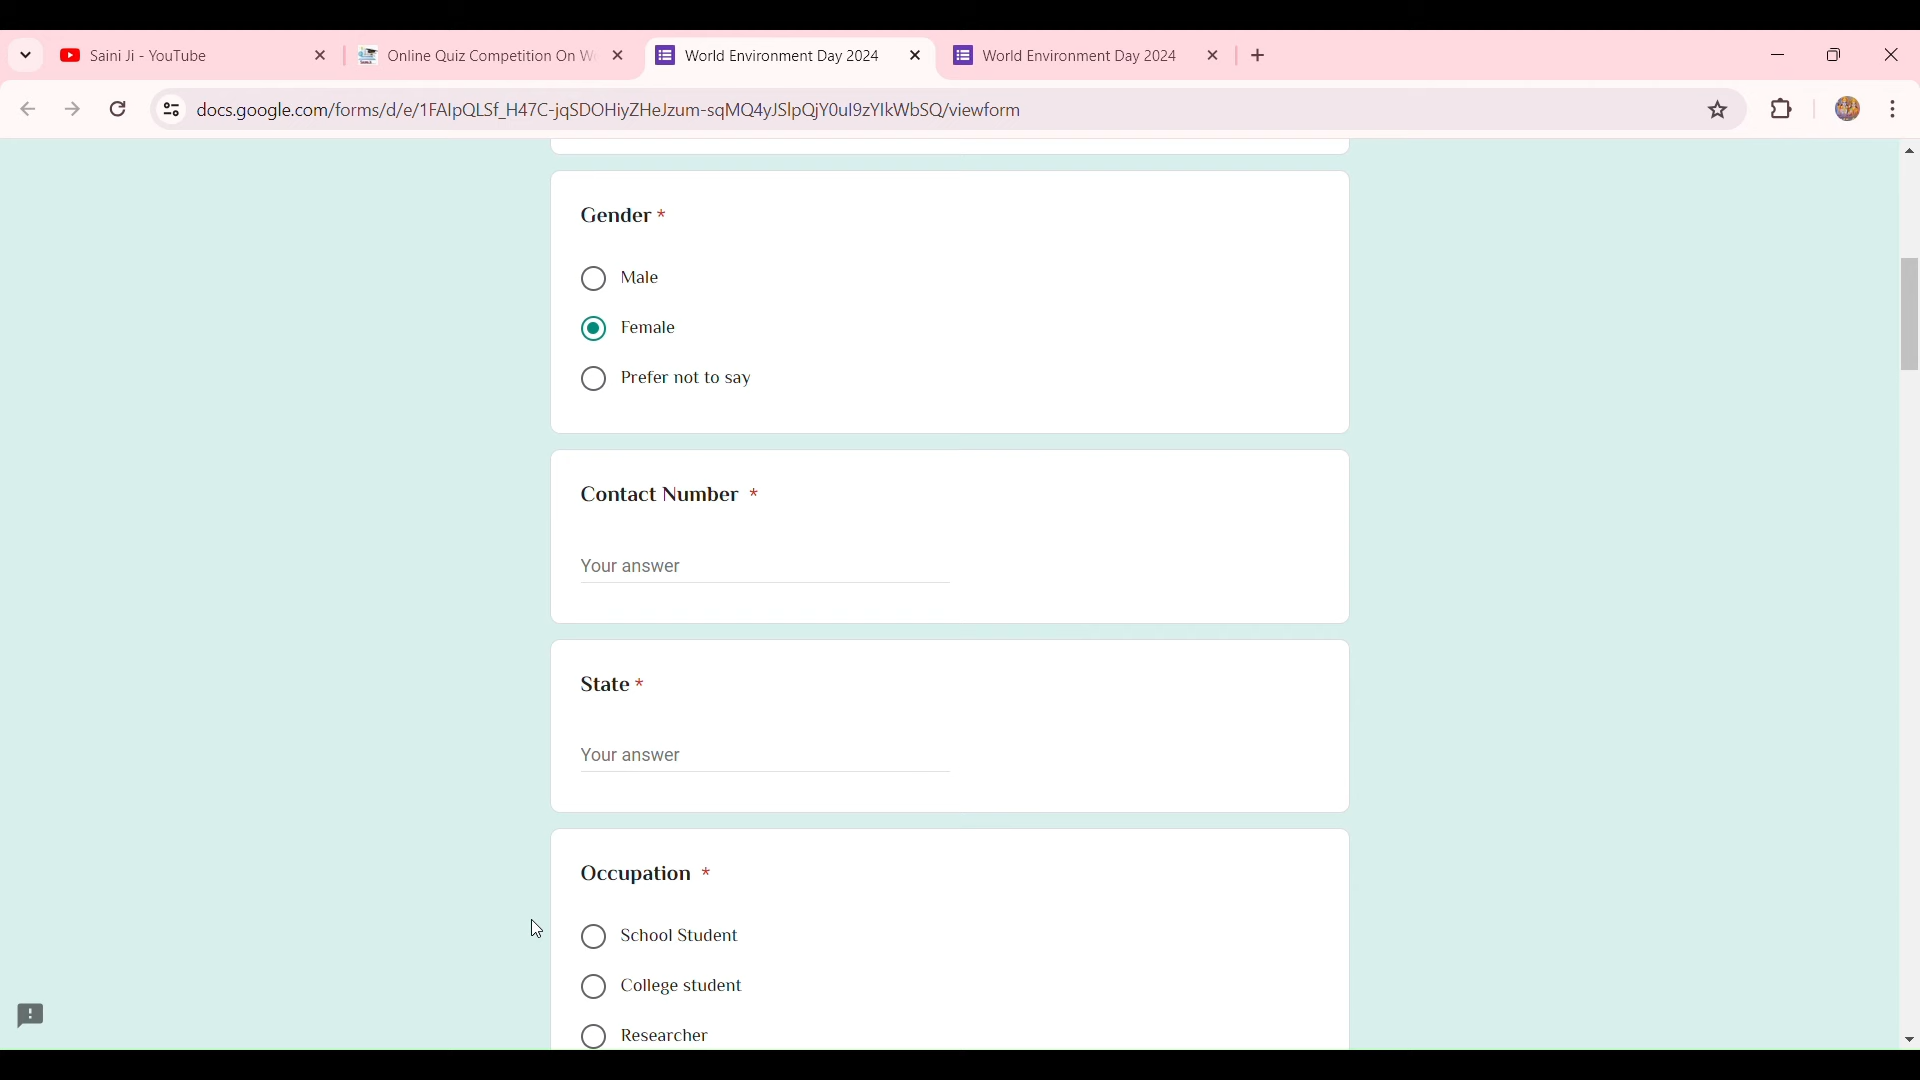 Saini Ji - YouTube
Online Quiz Competition On W
World Environment Day 2024
World Environment Day 2024
docs.google.com/forms/d/e/1FAIpQLSf_H47C-jqSDOHiyZHeJzum-sqMQ4yJSlpQjY0ul9zYlkWbSQ/viewform
Gender *
Male
Female
Prefer not to say
Contact Number *
Your answer
State *
Your answer
Occupation *
School Student
College student
Researcher